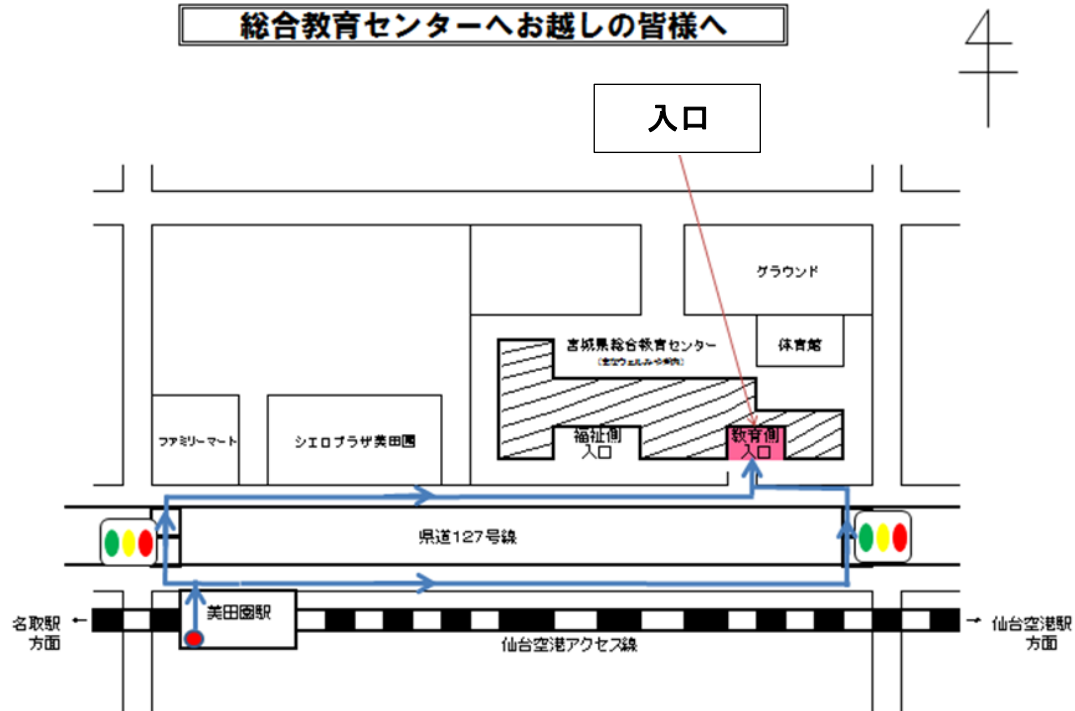 総合教育センターへお越しの皆様へ
入口
グラウンド
宮城県総合教育センター
体育館
ファミリーマート
シエロプラザ美田園
福祉側
入口
教育側
入口
県道127号線
美田園駅
名取駅
方面
仙台空港アクセス線
仙台空港駅
方面